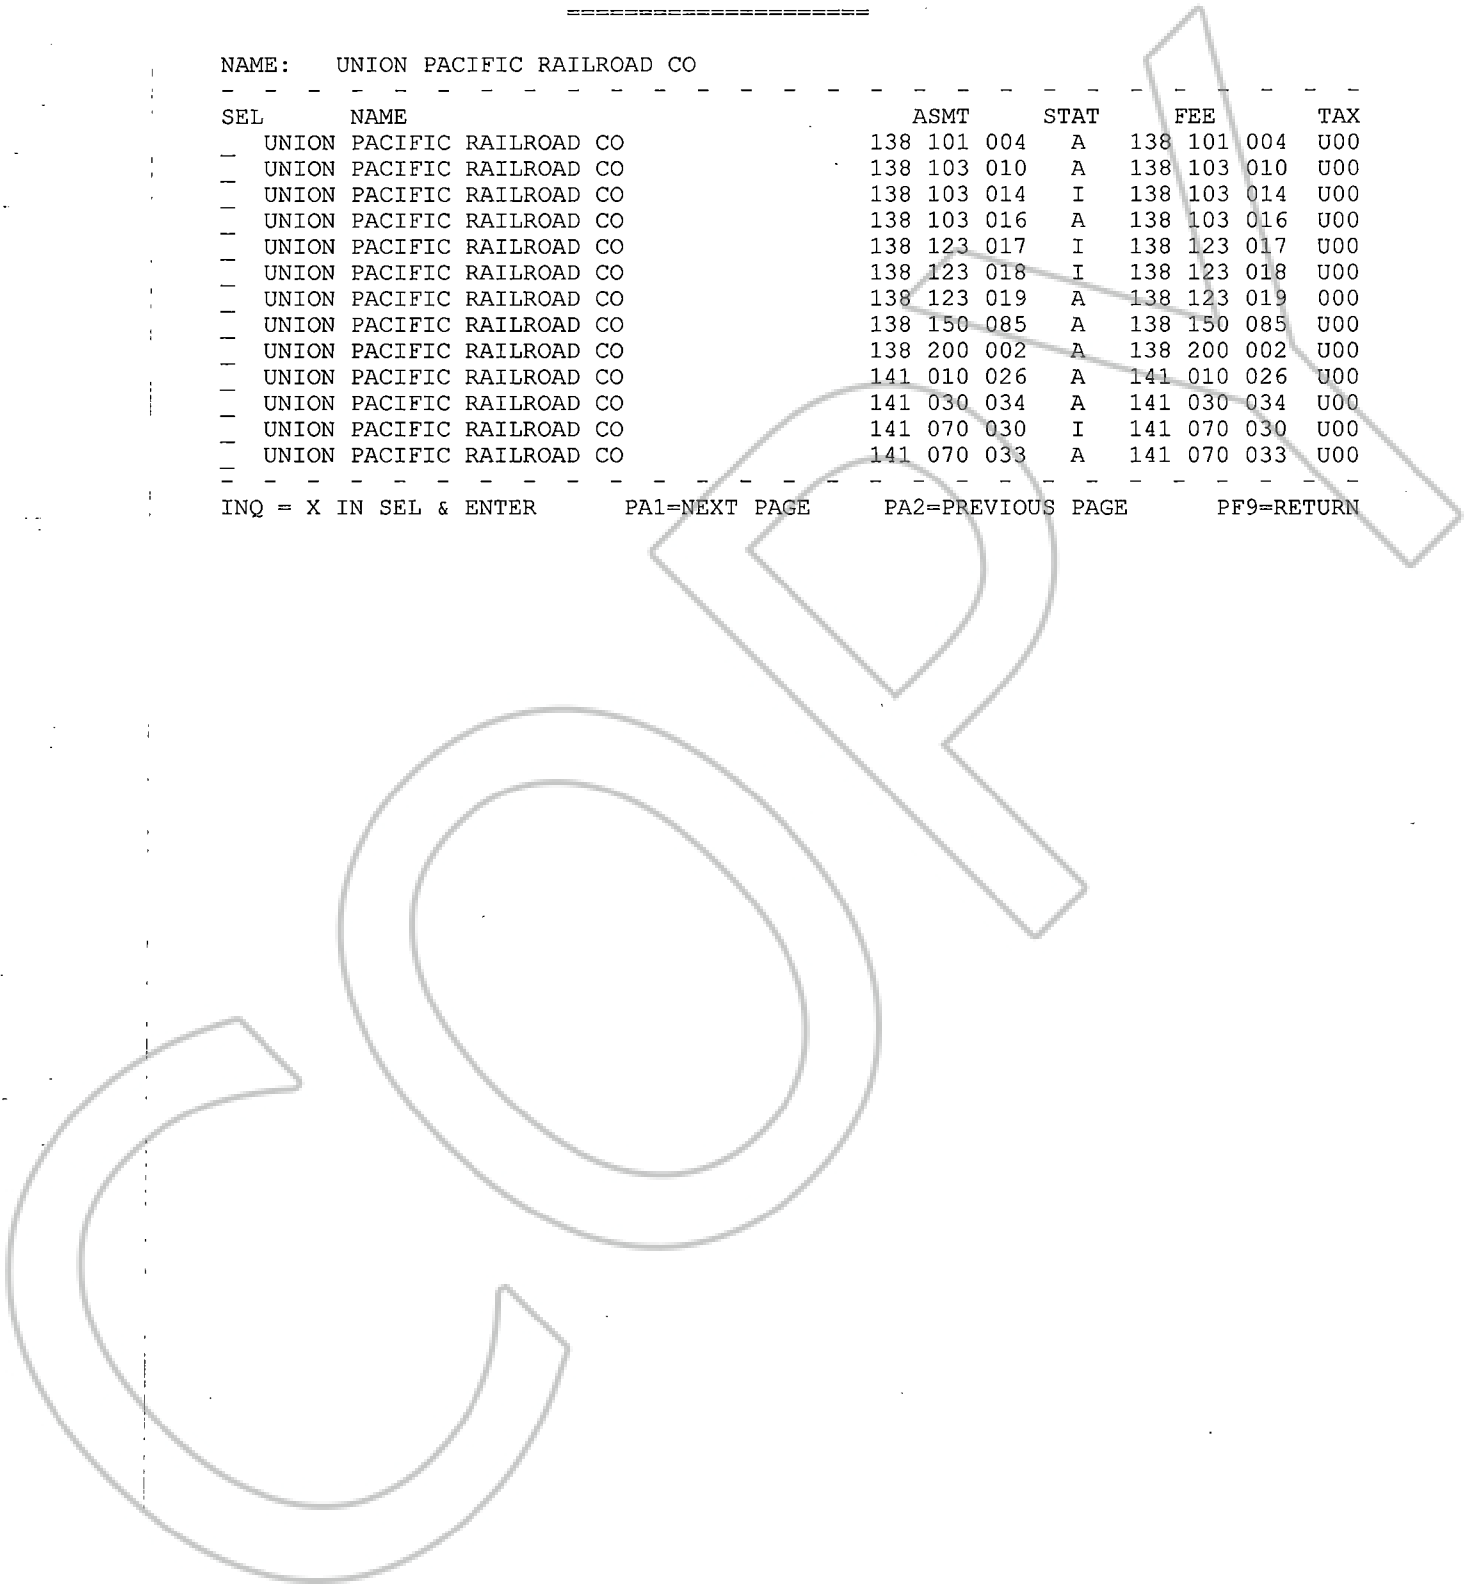 ====================
NAME: UNION PACIFIC RAILROAD CO
- - - - - - - - - - - - - - - - - - - - - - - - - - - - - - - - - - - - - - - -
SEL NAME ASMT STAT FEE TAX
_ UNION PACIFIC RAILROAD CO 138 101 004 A 138 101 004 U00
_ UNION PACIFIC RAILROAD CO 138 103 010 A 138 103 010 U00
_ UNION PACIFIC RAILROAD CO 138 103 014 I 138 103 014 U00
_ UNION PACIFIC RAILROAD CO 138 103 016 A 138 103 016 U00
_ UNION PACIFIC RAILROAD CO 138 123 017 I 138 123 017 U00
_ UNION PACIFIC RAILROAD CO 138 123 018 I 138 123 018 U00
_ UNION PACIFIC RAILROAD CO 138 123 019 A 138 123 019 000
_ UNION PACIFIC RAILROAD CO 138 150 085 A 138 150 085 U00
_ UNION PACIFIC RAILROAD CO 138 200 002 A 138 200 002 U00
_ UNION PACIFIC RAILROAD CO 141 010 026 A 141 010 026 U00
_ UNION PACIFIC RAILROAD CO 141 030 034 A 141 030 034 U00
_ UNION PACIFIC RAILROAD CO 141 070 030 I 141 070 030 U00
_ UNION PACIFIC RAILROAD CO 141 070 033 A 141 070 033 U00
- - - - - - - - - - - - - - - - - - - - - - - - - - - - - - - - - - - - - - - -
INQ = X IN SEL & ENTER PA1=NEXT PAGE PA2=PREVIOUS PAGE PF9=RETURN
COPY